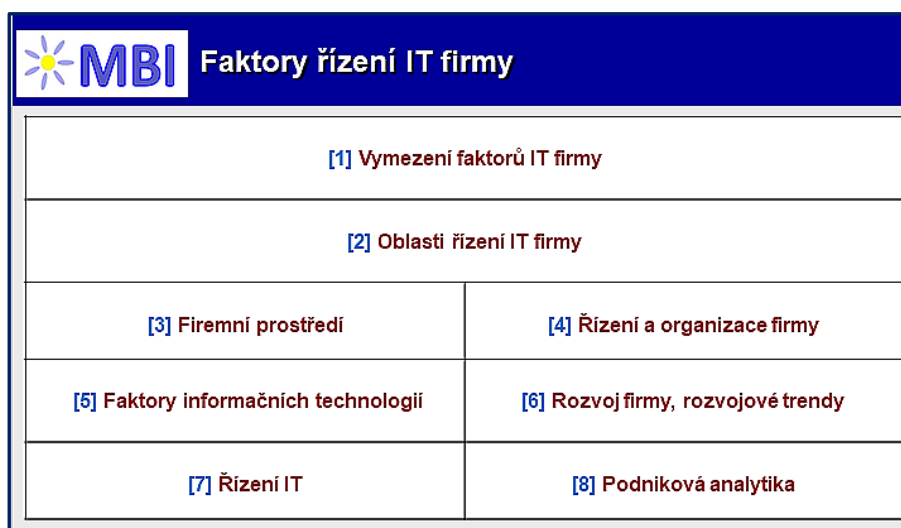 MBI Faktory řízení IT firmy
[1] Vymezení faktorů IT firmy
[2] Oblasti řízení IT firmy
[3] Firemní prostředí
[4] Řízení a organizace firmy
[5] Faktory informačních technologií
[6] Rozvoj firmy, rozvojové trendy
[7] Řízení IT
[8] Podniková analytika